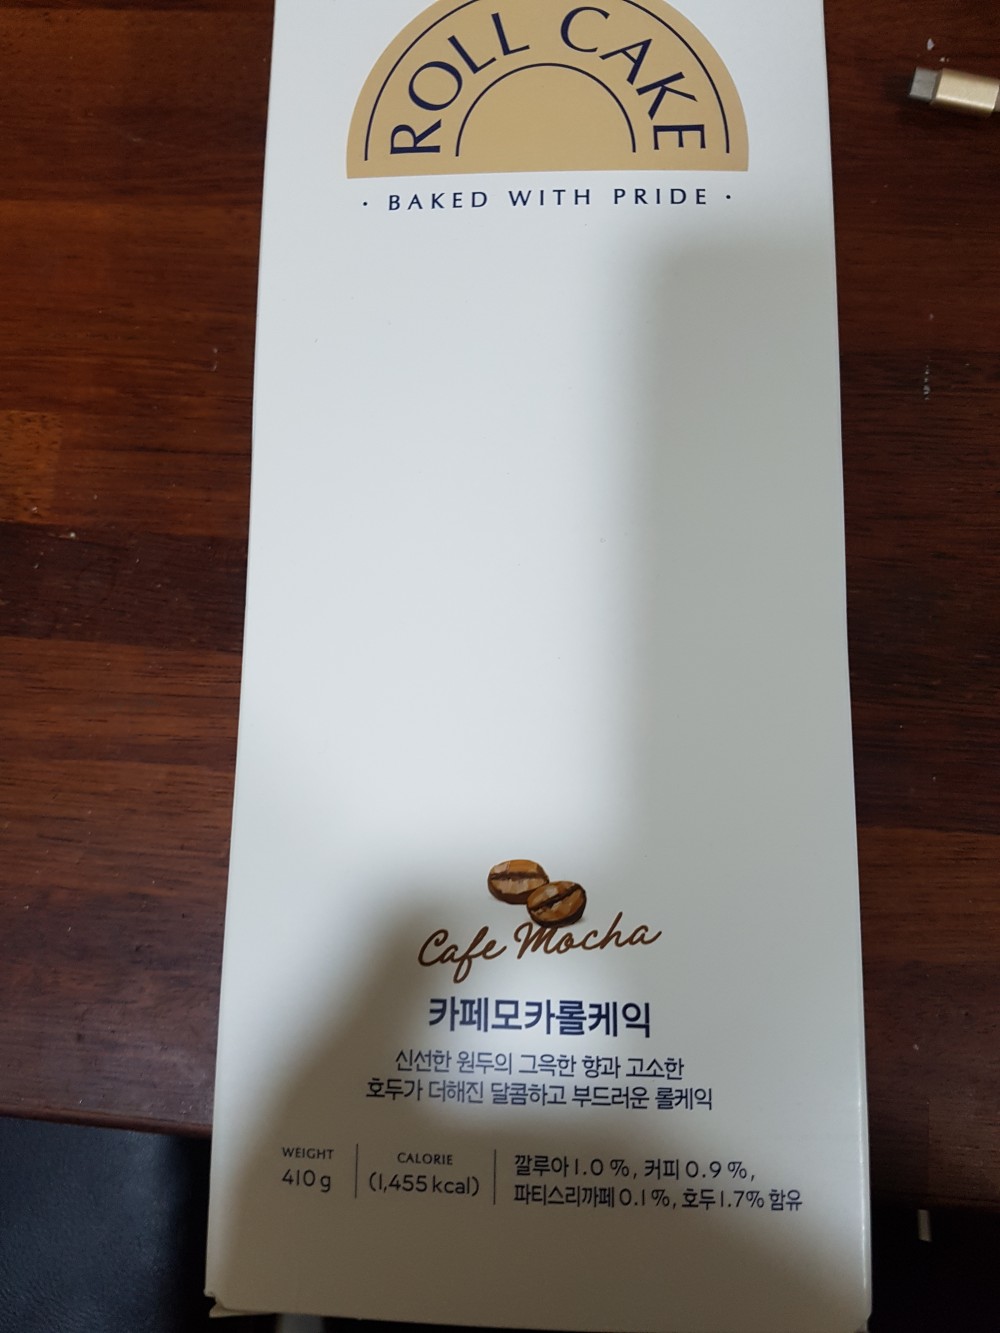 ROLL CAKE
· BAKED WITH PRIDE ·
Cafe Mocha
카페모카롤케익
신선한 원두의 그윽한 향과 고소한
호두가 더해진 달콤하고 부드러운 롤케익
WEIGHT
410 g
CALORIE
(1,455 kcal)
깔루아 1.0 %, 커피 0.9 %,
파티스리까페 0.1 %, 호두 1.7% 함유